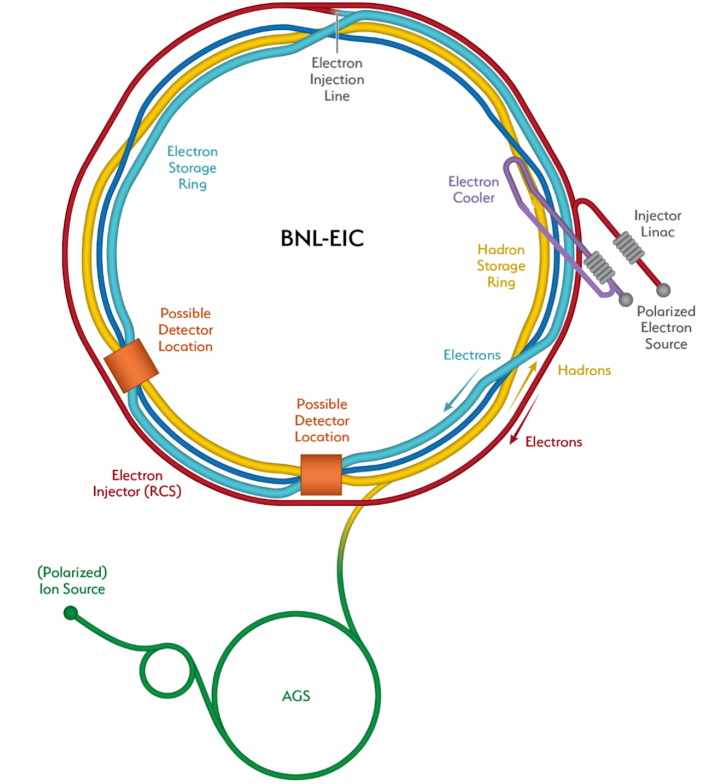 Electron
Injection
Line
Electron
Storage
Ring
Electron
Cooler
Injector
Linac
BNL-EIC
Hadron
Storage
Ring
Polarized
Electron
Source
Possible
Detector
Location
Electrons
Hadrons
Possible
Detector
Location
Electrons
Electron
Injector (RCS)
(Polarized)
Ion Source
AGS